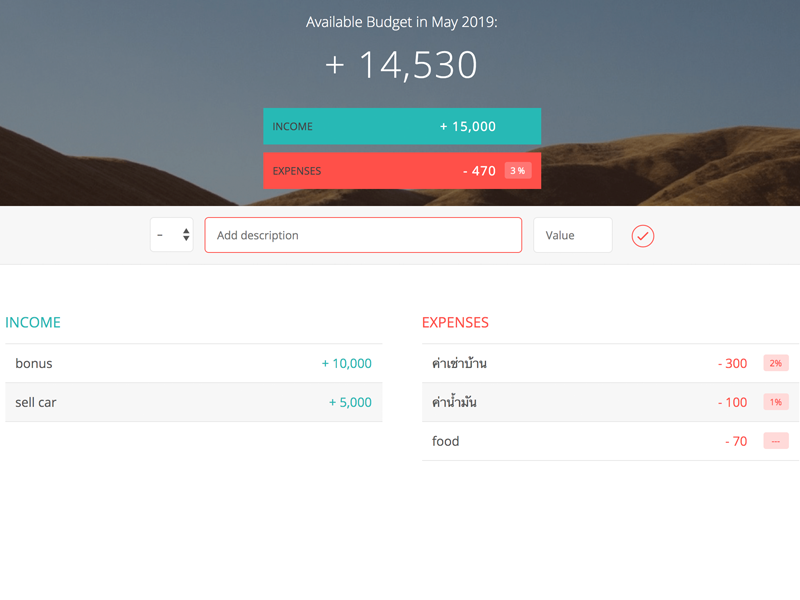 Available Budget in May 2019:
+ 14,530
INCOME + 15,000
EXPENSES - 470 3 %
– Add description Value
INCOME
bonus + 10,000
sell car + 5,000
EXPENSES
ค่าเช่าบ้าน - 300 2%
ค่าน้ำมัน - 100 1%
food - 70 ---